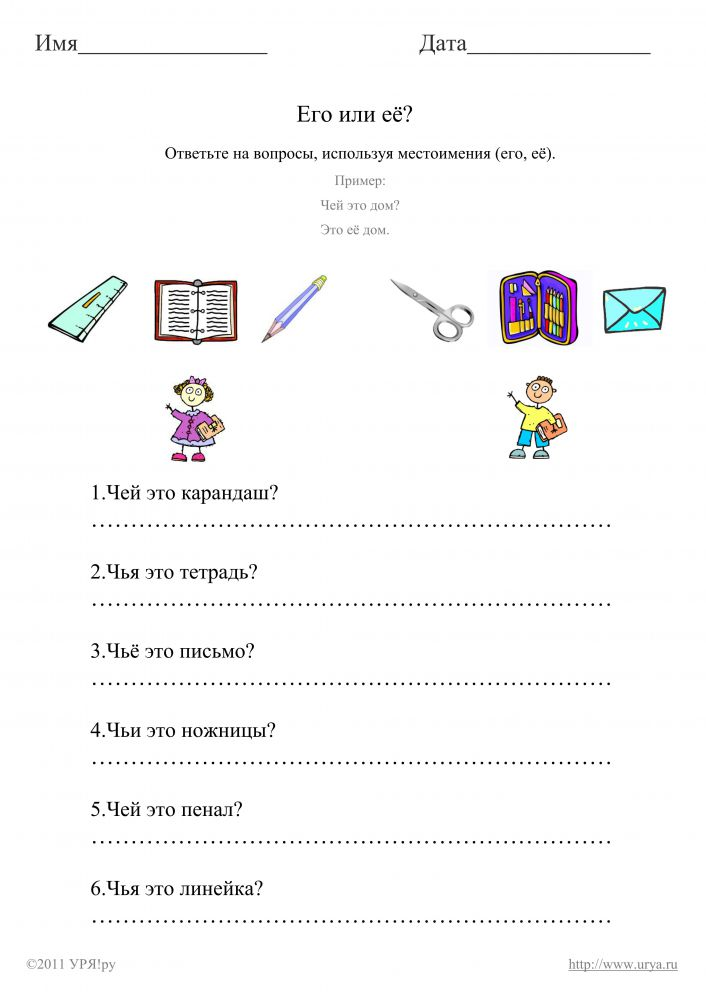 Имя________________ Дата________________
Его или её?
Ответьте на вопросы, используя местоимения (его, её).
Пример:
Чей это дом?
Это её дом.
1.Чей это карандаш?
……………………………………………………………
2.Чья это тетрадь?
……………………………………………………………
3.Чьё это письмо?
……………………………………………………………
4.Чьи это ножницы?
……………………………………………………………
5.Чей это пенал?
……………………………………………………………
6.Чья это линейка?
……………………………………………………………
©2011 УРЯ!ру http://www.urya.ru